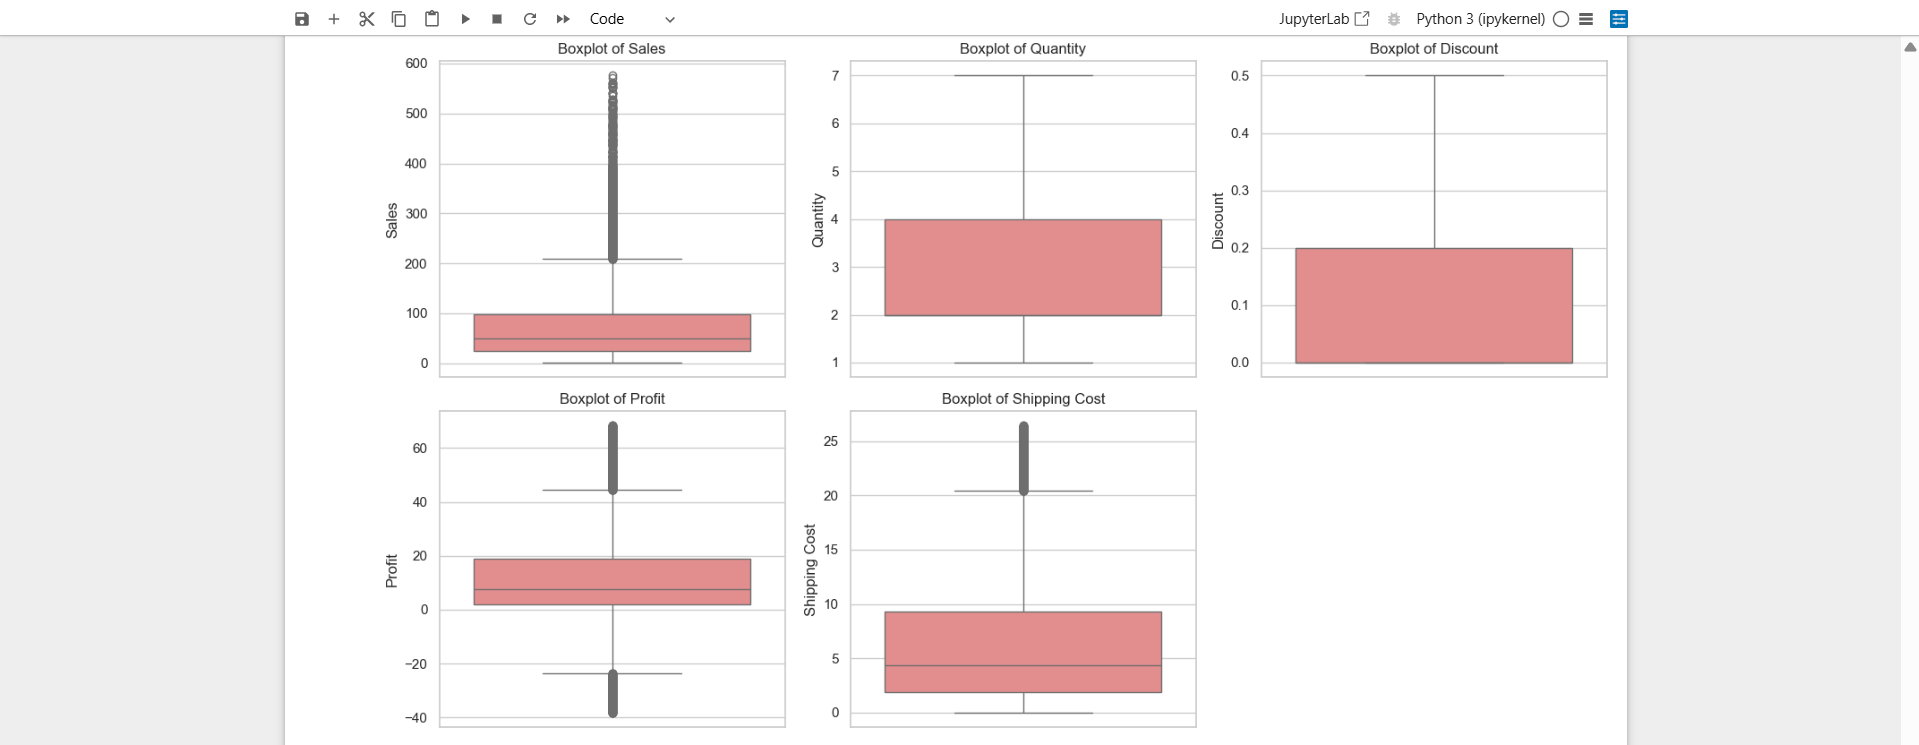 Code
JupyterLab
Python 3 (ipykernel)
Boxplot of Sales
600
500
400
300
200
100
0
Sales
Boxplot of Quantity
7
6
5
4
3
2
1
Quantity
Boxplot of Discount
0.5
0.4
0.3
0.2
0.1
0.0
Discount
Boxplot of Profit
60
40
20
0
−20
−40
Profit
Boxplot of Shipping Cost
25
20
15
10
5
0
Shipping Cost